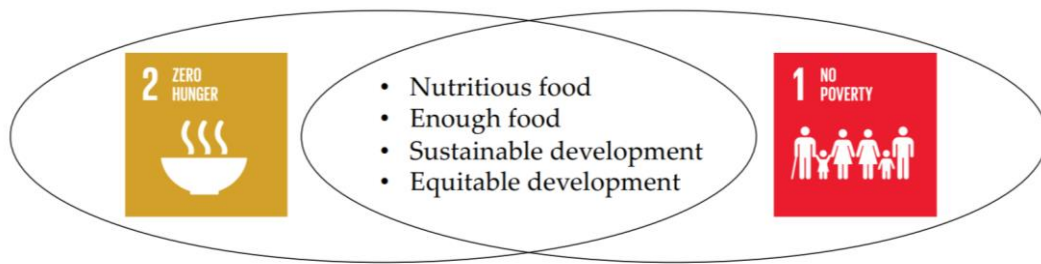 2 ZERO
HUNGER
• Nutritious food
• Enough food
• Sustainable development
• Equitable development
1 NO
POVERTY